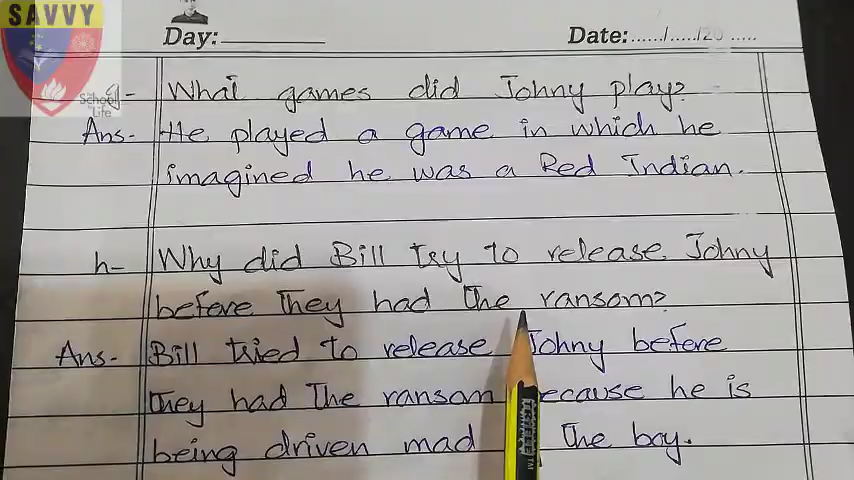 SAVVY
School
Life
Day:
Date:....../....../20 .....
g- What games did Johny play?
Ans- He played a game in which he
imagined he was a Red Indian.
h- Why did Bill try to release Johny
before They had The ransom?
Ans- Bill tried to release Johny before
They had The ransom because he is
being driven mad The boy.